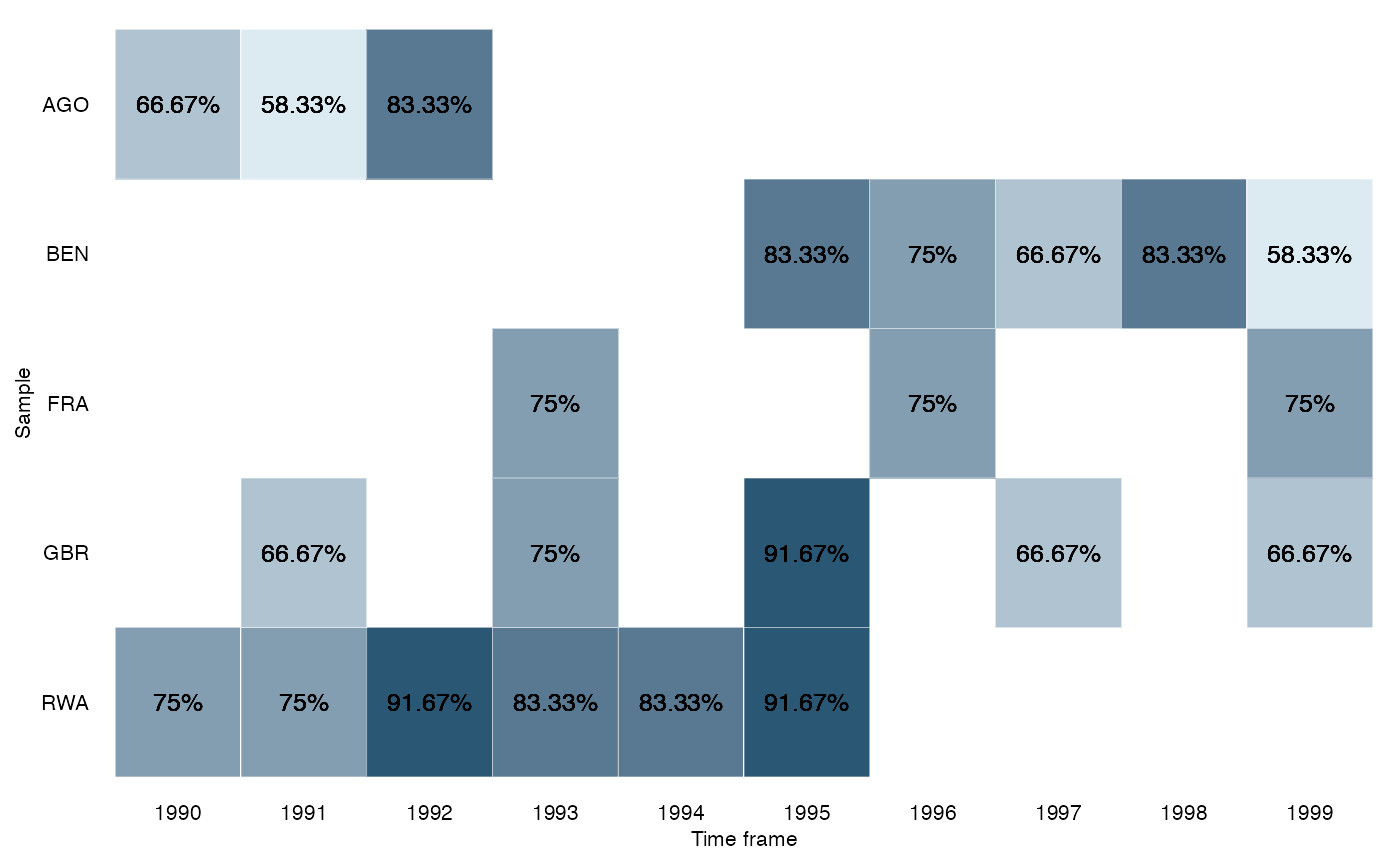 AGO 66.67% 58.33% 83.33%
BEN 83.33% 75% 66.67% 83.33% 58.33%
FRA 75% 75% 75%
GBR 66.67% 75% 91.67% 66.67% 66.67%
RWA 75% 75% 91.67% 83.33% 83.33% 91.67%
Sample
1990 1991 1992 1993 1994 1995 1996 1997 1998 1999
Time frame